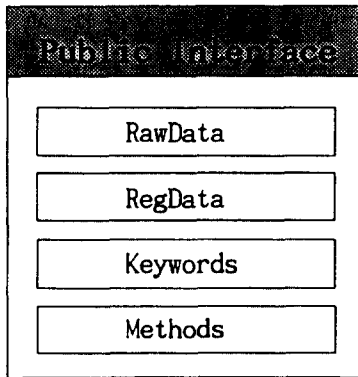 Public Interface
RawData
RegData
Keywords
Methods